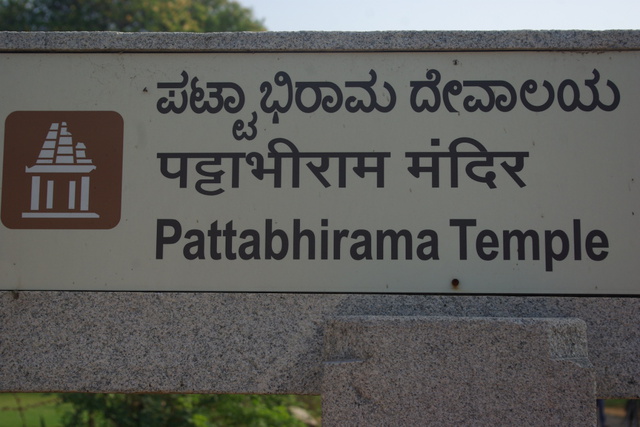 ಪಟ್ಟಾಭಿರಾಮ ದೇವಾಲಯ
पट्टाभीराम मंदिर
Pattabhirama Temple